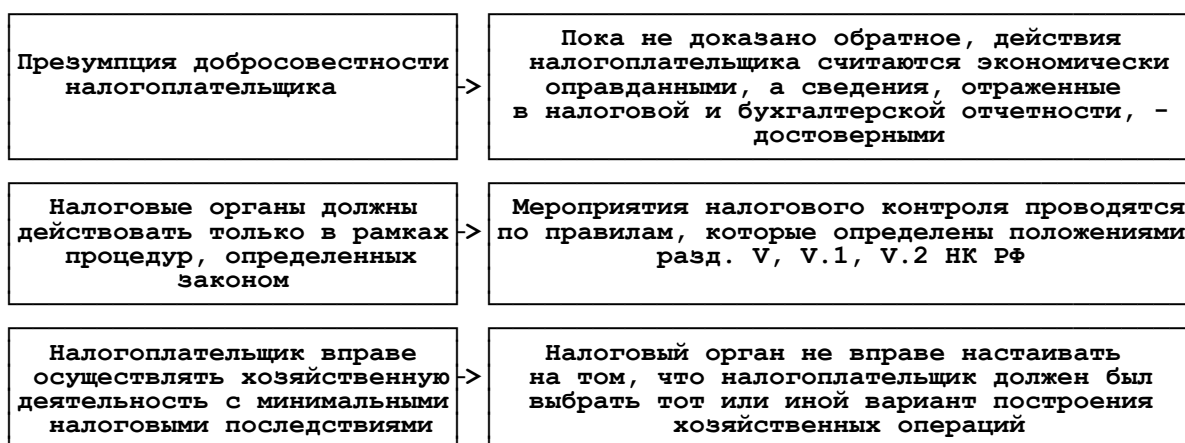 Презумпция добросовестности
налогоплательщика
->
Пока не доказано обратное, действия
налогоплательщика считаются экономически
оправданными, а сведения, отраженные
в налоговой и бухгалтерской отчетности, -
достоверными
Налоговые органы должны
действовать только в рамках
процедур, определенных
законом
->
Мероприятия налогового контроля проводятся
по правилам, которые определены положениями
разд. V, V.1, V.2 НК РФ
Налогоплательщик вправе
осуществлять хозяйственную
деятельность с минимальными
налоговыми последствиями
->
Налоговый орган не вправе настаивать
на том, что налогоплательщик должен был
выбрать тот или иной вариант построения
хозяйственных операций